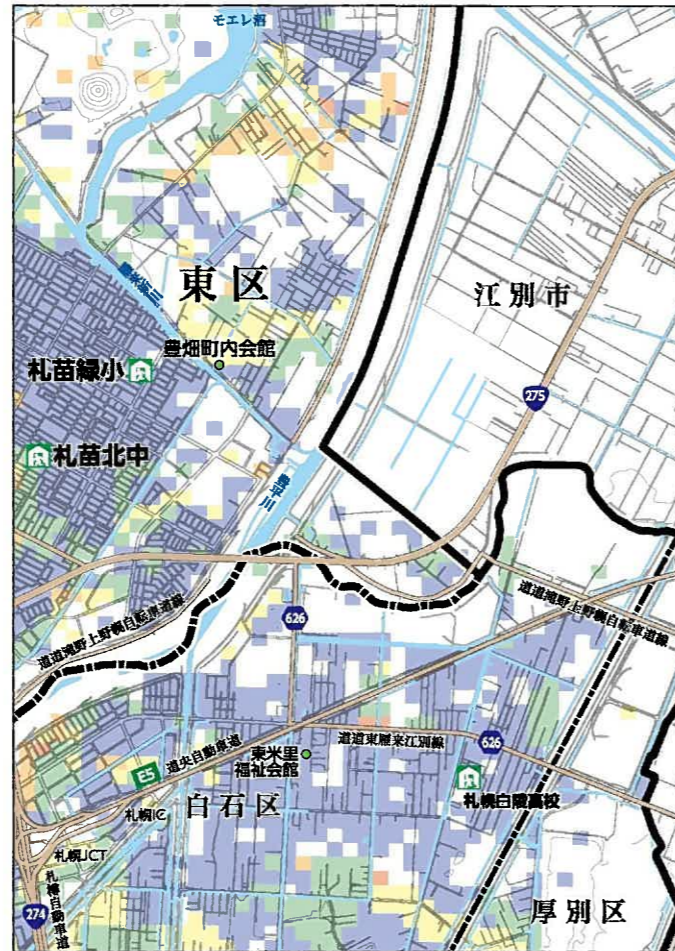 モエレ沼
東区
江別市
豊畑町内会館
札苗緑小
275
札苗北中
豊平川
626
道道滝野上野幌自転車道線
道道滝野上野幌自転車道線
道道東雁来江別線
626
道央自動車道
東米里
福祉会館
E5
札幌白陵高校
白石区
札幌IC
札幌JCT
厚別区
274
札樽自動車道